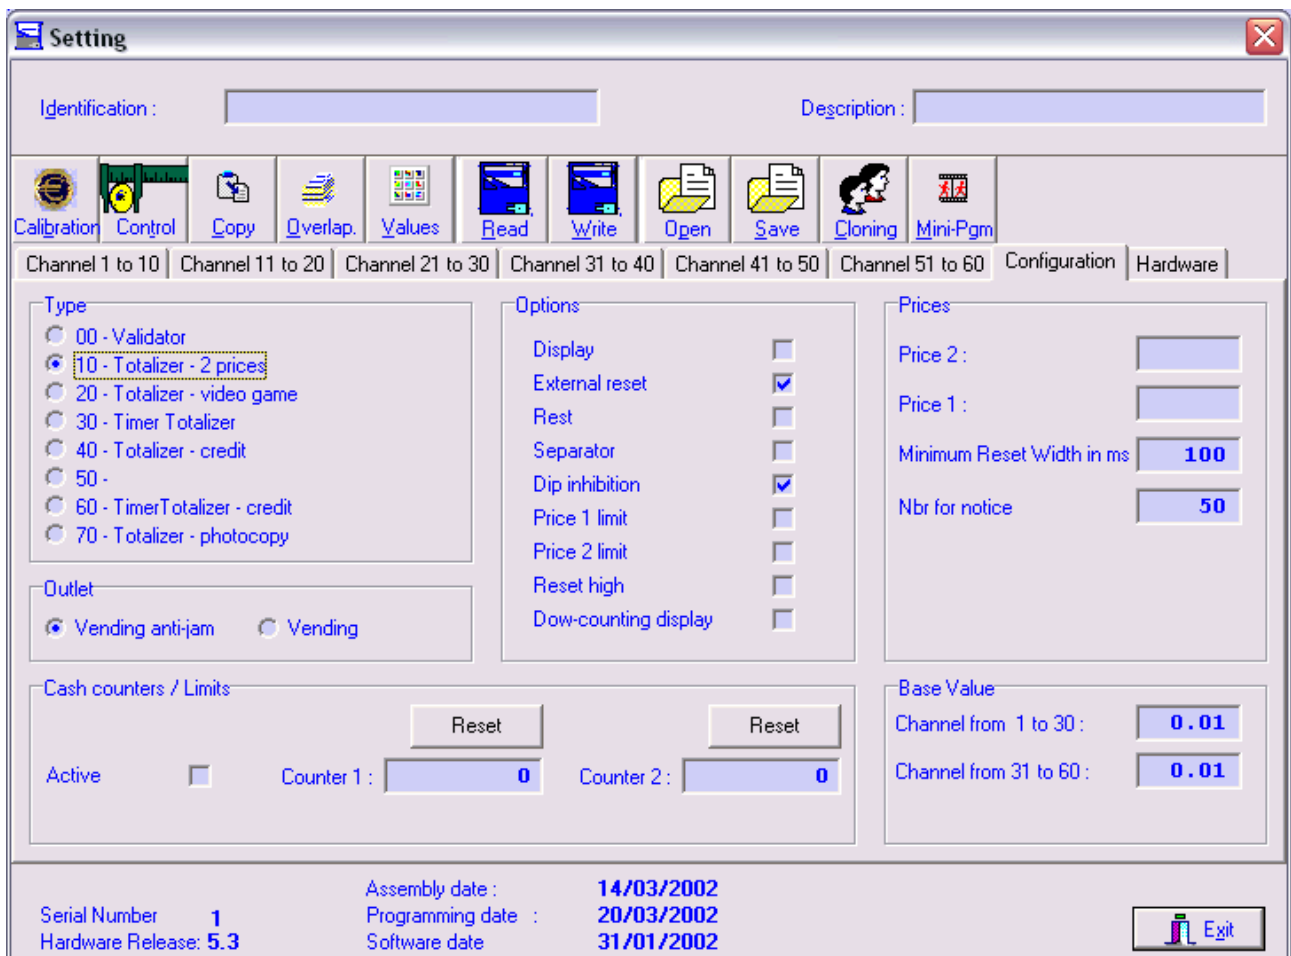 Setting
Identification : Description :
Calibration Control Copy Overlap. Values Read Write Open Save Cloning Mini-Pgm
Channel 1 to 10 Channel 11 to 20 Channel 21 to 30 Channel 31 to 40 Channel 41 to 50 Channel 51 to 60 Configuration Hardware
Type
00 - Validator
10 - Totalizer - 2 prices
20 - Totalizer - video game
30 - Timer Totalizer
40 - Totalizer - credit
50 -
60 - TimerTotalizer - credit
70 - Totalizer - photocopy
Outlet
Vending anti-jam Vending
Options
Display
External reset
Rest
Separator
Dip inhibition
Price 1 limit
Price 2 limit
Reset high
Dow-counting display
Prices
Price 2 :
Price 1 :
Minimum Reset Width in ms 100
Nbr for notice 50
Cash counters / Limits
Reset Reset
Active Counter 1 : 0 Counter 2 : 0
Base Value
Channel from 1 to 30 : 0.01
Channel from 31 to 60 : 0.01
Serial Number 1
Hardware Release: 5.3
Assembly date : 14/03/2002
Programming date : 20/03/2002
Software date 31/01/2002
Exit